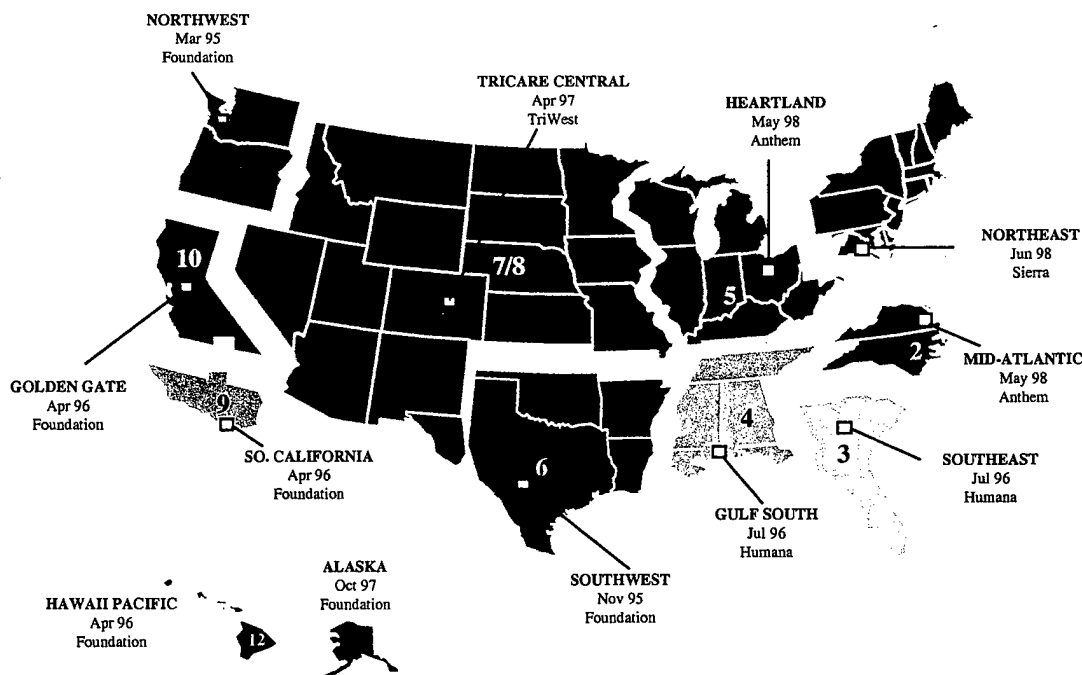 NORTHWEST
Mar 95
Foundation
TRICARE CENTRAL
Apr 97
TriWest
HEARTLAND
May 98
Anthem
NORTHEAST
Jun 98
Sierra
10
7/8
5
2
MID-ATLANTIC
May 98
Anthem
GOLDEN GATE
Apr 96
Foundation
9
SO. CALIFORNIA
Apr 96
Foundation
6
4
3
SOUTHEAST
Jul 96
Humana
GULF SOUTH
Jul 96
Humana
SOUTHWEST
Nov 95
Foundation
ALASKA
Oct 97
Foundation
HAWAII PACIFIC
Apr 96
Foundation
12